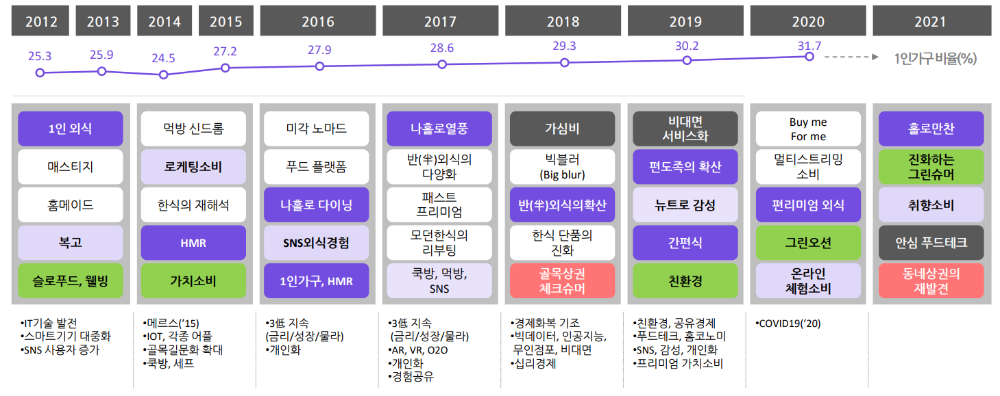 2012
2013
2014
2015
2016
2017
2018
2019
2020
2021
25.3
25.9
24.5
27.2
27.9
28.6
29.3
30.2
31.7
1인가구 비율(%)
1인 외식
매스티지
홈메이드
복고
슬로푸드, 웰빙
먹방 신드롬
로케팅소비
한식의 재해석
HMR
가치소비
미각 노마드
푸드 플랫폼
나홀로 다이닝
SNS외식경험
1인가구, HMR
나홀로열풍
반(半)외식의
다양화
패스트
프리미엄
모던한식의
리부팅
쿡방, 먹방,
SNS
가심비
빅블러
(Big blur)
반(半)외식의확산
한식 단품의
진화
골목상권
체크슈머
비대면
서비스화
편도족의 확산
뉴트로 감성
간편식
친환경
Buy me
For me
멀티스트리밍
소비
편리미엄 외식
그린오션
온라인
체험소비
홀로만찬
진화하는
그린슈머
취향소비
안심 푸드테크
동네상권의
재발견
•IT기술 발전
•스마트기기 대중화
•SNS 사용자 증가
•메르스(’15)
•IOT, 각종 어플
•골목길문화 확대
•쿡방, 세프
•3低 지속
(금리/성장/물라)
•개인화
•3低 지속
(금리/성장/물라)
•AR, VR, O2O
•개인화
•경험공유
•경제화복 기조
•빅데이터, 인공지능,
무인점포, 비대면
•십리경제
•친환경, 공유경제
•푸드테크, 홈코노미
•SNS, 감성, 개인화
•프리미엄 가치소비
•COVID19(‘20)